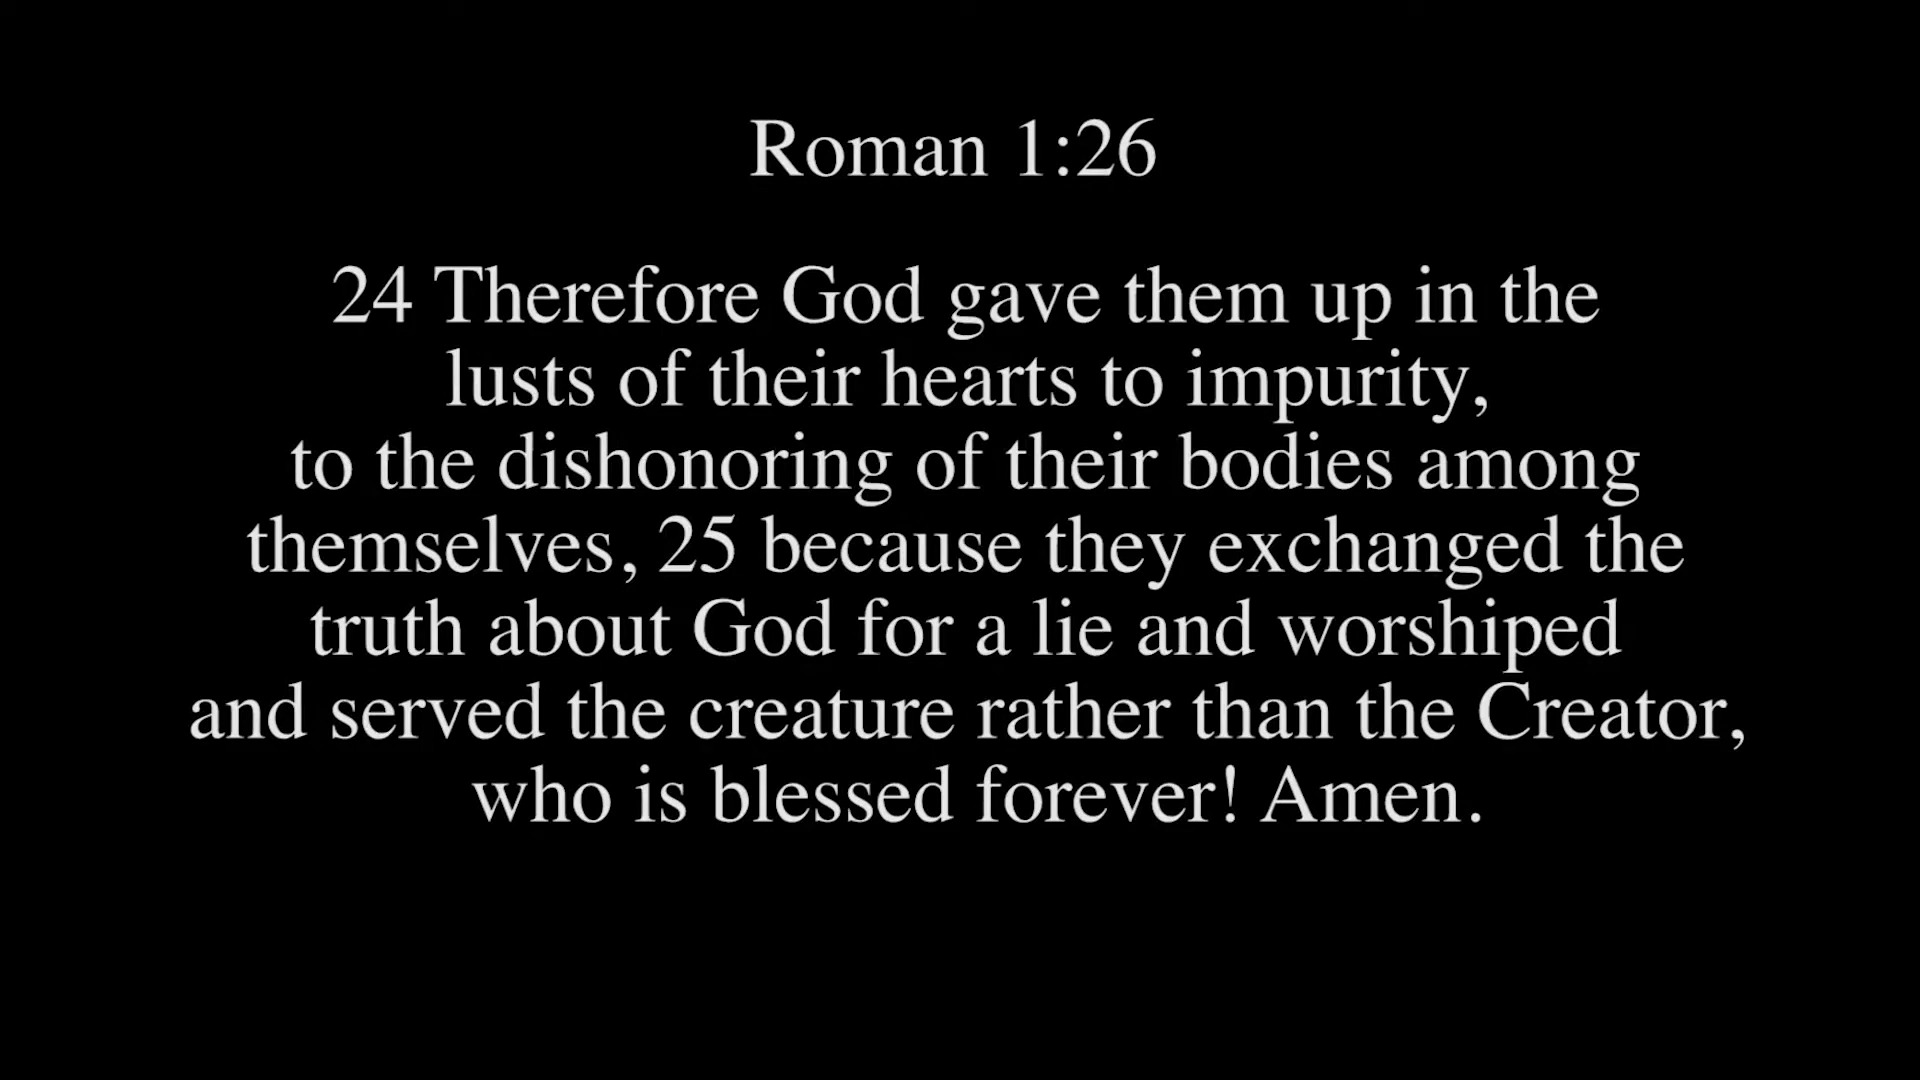 Roman 1:26
24 Therefore God gave them up in the
lusts of their hearts to impurity,
to the dishonoring of their bodies among
themselves, 25 because they exchanged the
truth about God for a lie and worshiped
and served the creature rather than the Creator,
who is blessed forever! Amen.